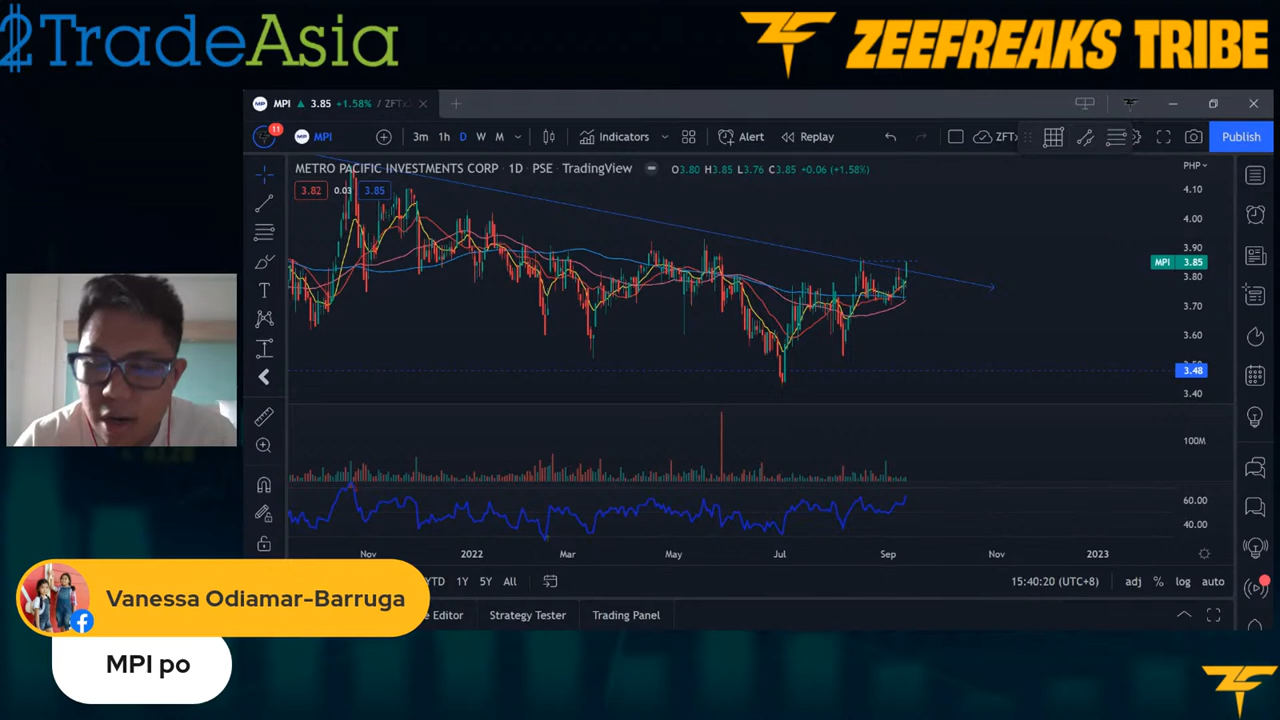 2TradeAsia
ZEEFREAKS TRIBE
MPI 3.85 +1.58% / ZFTx
11
MPI
3m 1h D W M
Indicators
Alert
Replay
ZFTx
Publish
METRO PACIFIC INVESTMENTS CORP · 1D · PSE · TradingView
O3.80 H3.85 L3.76 C3.85 +0.06 (+1.58%)
PHP
3.82
0.03
3.85
4.10
4.00
3.90
MPI 3.85
3.80
3.70
3.60
3.48
3.40
100M
60.00
40.00
Nov 2022 Mar May Jul Sep Nov 2023
YTD 1Y 5Y All
15:40:20 (UTC+8)
adj % log auto
e Editor
Strategy Tester
Trading Panel
Vanessa Odiamar-Barruga
MPI po